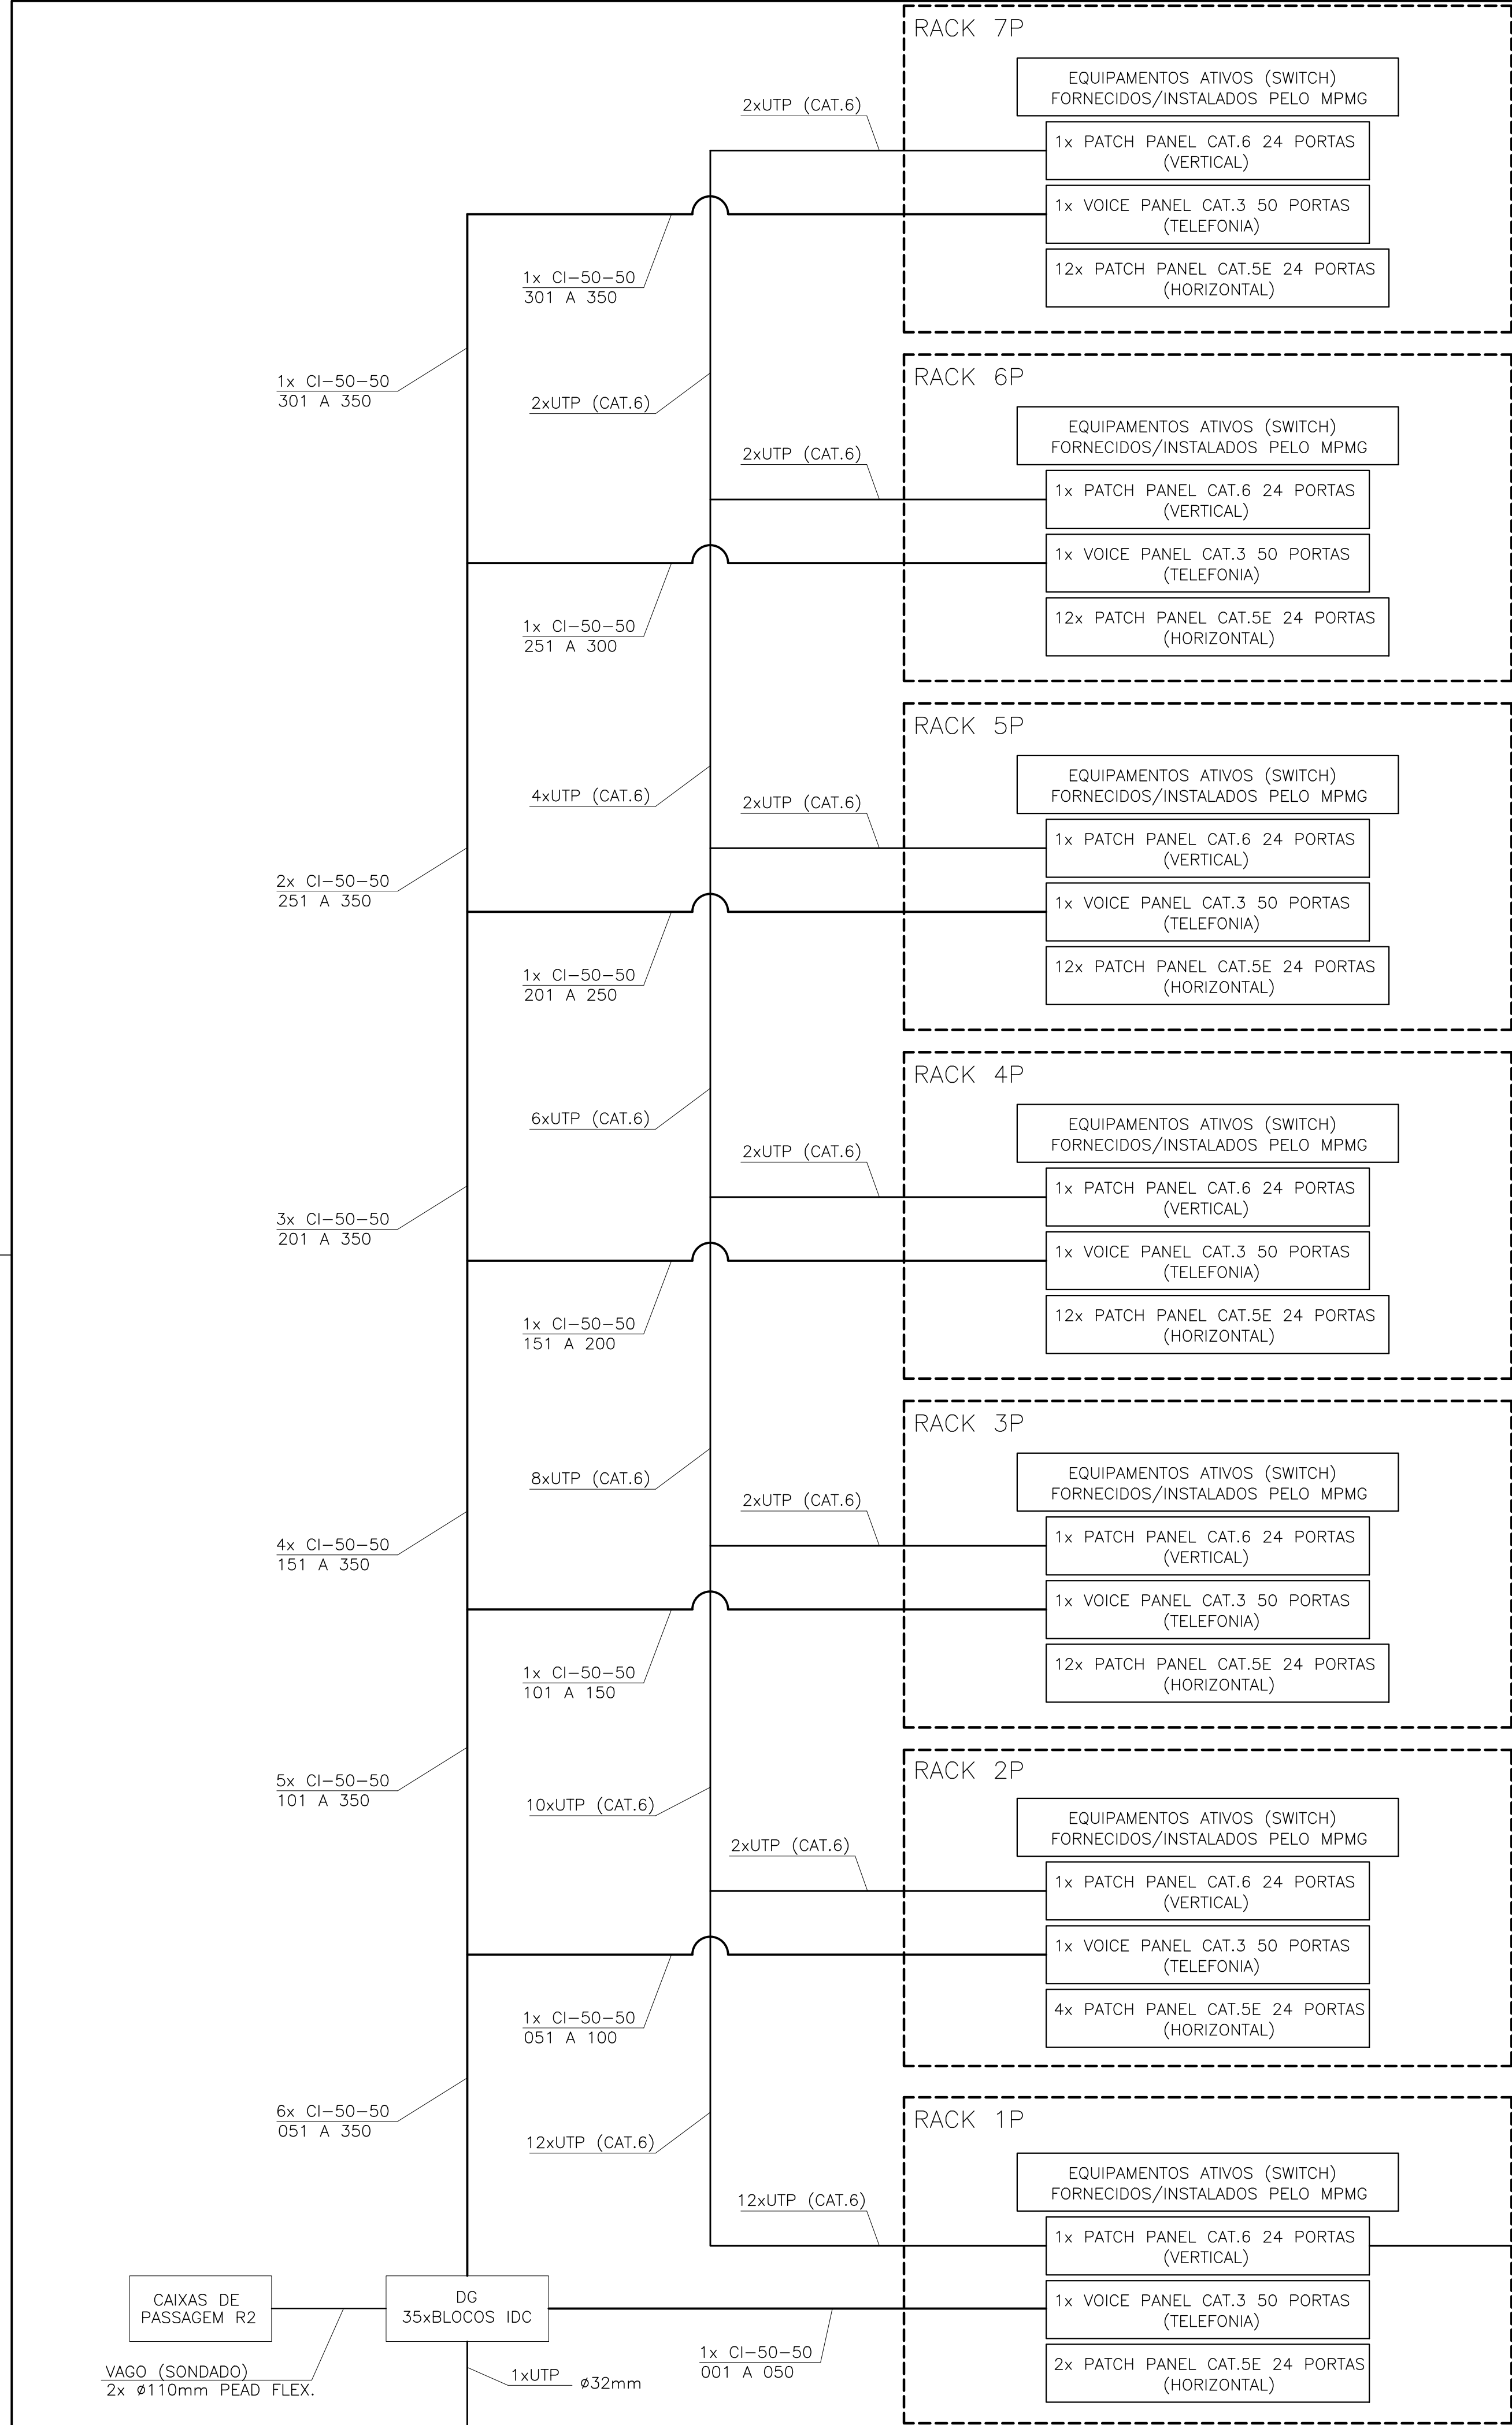 RACK 7P
EQUIPAMENTOS ATIVOS (SWITCH)
FORNECIDOS/INSTALADOS PELO MPMG
2xUTP (CAT.6)
1x PATCH PANEL CAT.6 24 PORTAS
(VERTICAL)
1x VOICE PANEL CAT.3 50 PORTAS
(TELEFONIA)
12x PATCH PANEL CAT.5E 24 PORTAS
(HORIZONTAL)
1x CI-50-50
301 A 350
1x CI-50-50
301 A 350
2xUTP (CAT.6)
RACK 6P
EQUIPAMENTOS ATIVOS (SWITCH)
FORNECIDOS/INSTALADOS PELO MPMG
2xUTP (CAT.6)
1x PATCH PANEL CAT.6 24 PORTAS
(VERTICAL)
1x VOICE PANEL CAT.3 50 PORTAS
(TELEFONIA)
12x PATCH PANEL CAT.5E 24 PORTAS
(HORIZONTAL)
1x CI-50-50
251 A 300
2x CI-50-50
251 A 350
4xUTP (CAT.6)
RACK 5P
EQUIPAMENTOS ATIVOS (SWITCH)
FORNECIDOS/INSTALADOS PELO MPMG
2xUTP (CAT.6)
1x PATCH PANEL CAT.6 24 PORTAS
(VERTICAL)
1x VOICE PANEL CAT.3 50 PORTAS
(TELEFONIA)
12x PATCH PANEL CAT.5E 24 PORTAS
(HORIZONTAL)
1x CI-50-50
201 A 250
3x CI-50-50
201 A 350
6xUTP (CAT.6)
RACK 4P
EQUIPAMENTOS ATIVOS (SWITCH)
FORNECIDOS/INSTALADOS PELO MPMG
2xUTP (CAT.6)
1x PATCH PANEL CAT.6 24 PORTAS
(VERTICAL)
1x VOICE PANEL CAT.3 50 PORTAS
(TELEFONIA)
12x PATCH PANEL CAT.5E 24 PORTAS
(HORIZONTAL)
1x CI-50-50
151 A 200
4x CI-50-50
151 A 350
8xUTP (CAT.6)
RACK 3P
EQUIPAMENTOS ATIVOS (SWITCH)
FORNECIDOS/INSTALADOS PELO MPMG
2xUTP (CAT.6)
1x PATCH PANEL CAT.6 24 PORTAS
(VERTICAL)
1x VOICE PANEL CAT.3 50 PORTAS
(TELEFONIA)
12x PATCH PANEL CAT.5E 24 PORTAS
(HORIZONTAL)
1x CI-50-50
101 A 150
5x CI-50-50
101 A 350
10xUTP (CAT.6)
RACK 2P
EQUIPAMENTOS ATIVOS (SWITCH)
FORNECIDOS/INSTALADOS PELO MPMG
2xUTP (CAT.6)
1x PATCH PANEL CAT.6 24 PORTAS
(VERTICAL)
1x VOICE PANEL CAT.3 50 PORTAS
(TELEFONIA)
4x PATCH PANEL CAT.5E 24 PORTAS
(HORIZONTAL)
1x CI-50-50
051 A 100
6x CI-50-50
051 A 350
12xUTP (CAT.6)
RACK 1P
EQUIPAMENTOS ATIVOS (SWITCH)
FORNECIDOS/INSTALADOS PELO MPMG
12xUTP (CAT.6)
1x PATCH PANEL CAT.6 24 PORTAS
(VERTICAL)
1x VOICE PANEL CAT.3 50 PORTAS
(TELEFONIA)
2x PATCH PANEL CAT.5E 24 PORTAS
(HORIZONTAL)
CAIXAS DE
PASSAGEM R2
DG
35xBLOCOS IDC
VAGO (SONDADO)
2x ø110mm PEAD FLEX.
1xUTP ø32mm
1x CI-50-50
001 A 050